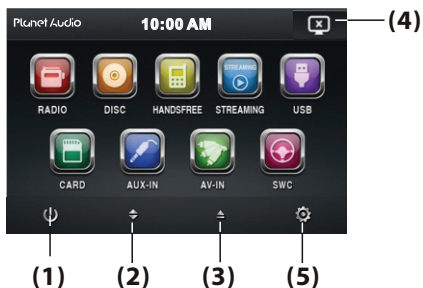 Planet Audio 10:00 AM (4)
STREAMING
RADIO DISC HANDSFREE STREAMING USB
CARD AUX-IN AV-IN SWC
(1) (2) (3) (5)